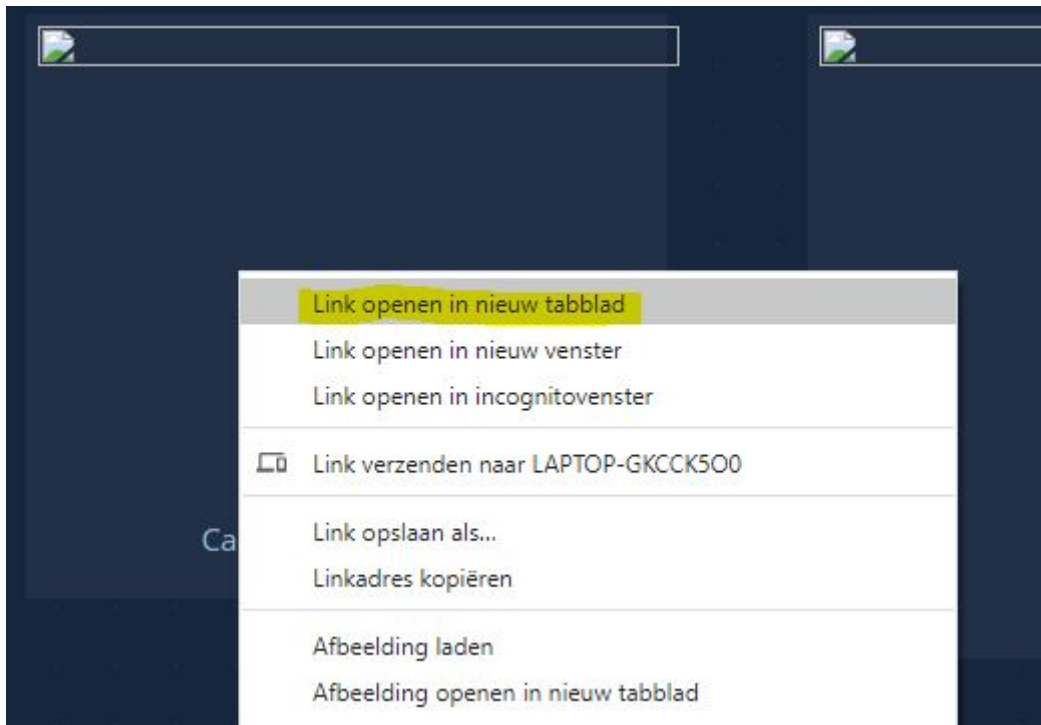 Link openen in nieuw tabblad
Link openen in nieuw venster
Link openen in incognitovenster
Link verzenden naar LAPTOP-GKCCK5O0
Ca
Link opslaan als...
Linkadres kopiëren
Afbeelding laden
Afbeelding openen in nieuw tabblad